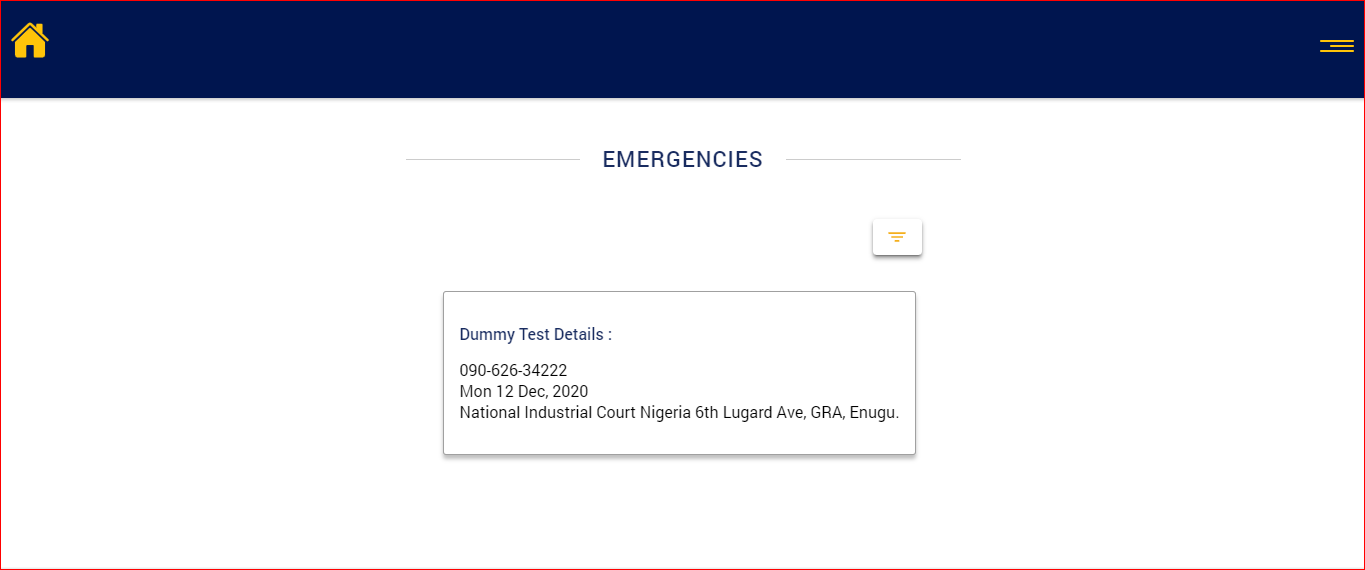 EMERGENCIES
Dummy Test Details :
090-626-34222
Mon 12 Dec, 2020
National Industrial Court Nigeria 6th Lugard Ave, GRA, Enugu.